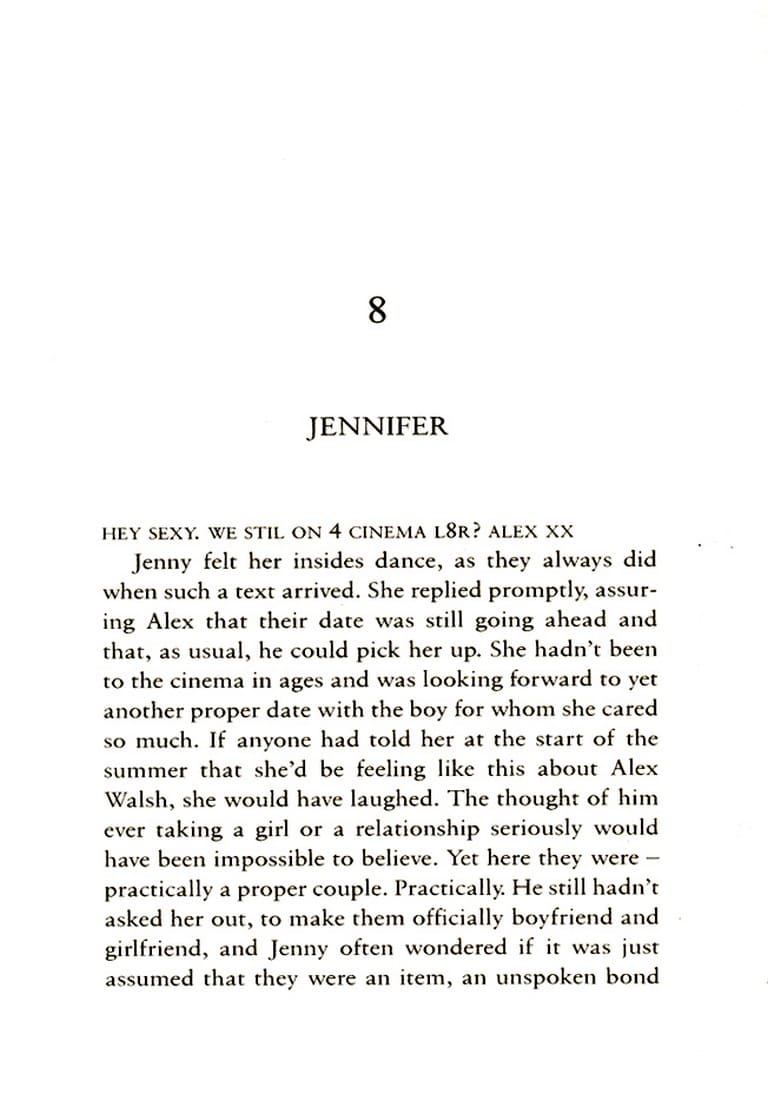 8
JENNIFER
HEY SEXY. WE STIL ON 4 CINEMA L8R? ALEX XX
Jenny felt her insides dance, as they always did
when such a text arrived. She replied promptly, assur-
ing Alex that their date was still going ahead and
that, as usual, he could pick her up. She hadn't been
to the cinema in ages and was looking forward to yet
another proper date with the boy for whom she cared
so much. If anyone had told her at the start of the
summer that she'd be feeling like this about Alex
Walsh, she would have laughed. The thought of him
ever taking a girl or a relationship seriously would
have been impossible to believe. Yet here they were –
practically a proper couple. Practically. He still hadn't
asked her out, to make them officially boyfriend and
girlfriend, and Jenny often wondered if it was just
assumed that they were an item, an unspoken bond